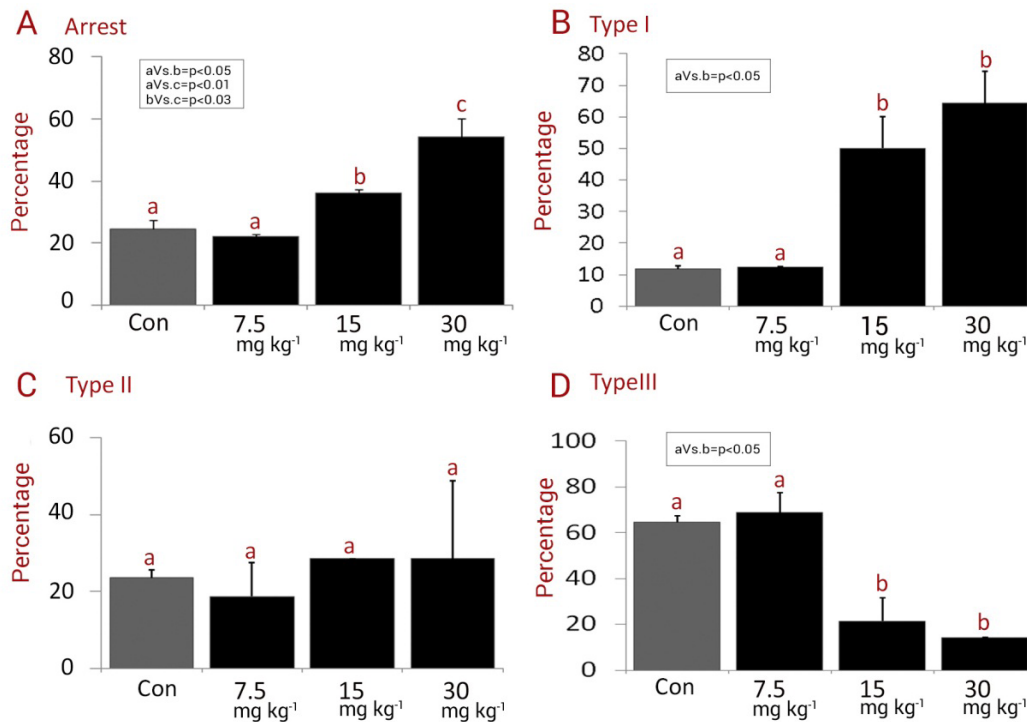 A Arrest
80
60
40
20
0
Percentage
aVs.b=p<0.05
aVs.c=p<0.01
bVs.c=p<0.03
a
a
b
c
Con 7.5 15 30
mg kg⁻¹ mg kg⁻¹ mg kg⁻¹
B Type I
80
70
60
50
40
30
20
10
0
Percentage
aVs.b=p<0.05
a
a
b
b
Con 7.5 15 30
mg kg⁻¹ mg kg⁻¹ mg kg⁻¹
C Type II
60
40
20
0
Percentage
a
a
a
a
Con 7.5 15 30
mg kg⁻¹ mg kg⁻¹ mg kg⁻¹
D TypeIII
100
80
60
40
20
0
Percentage
aVs.b=p<0.05
a
a
b
b
Con 7.5 15 30
mg kg⁻¹ mg kg⁻¹ mg kg⁻¹